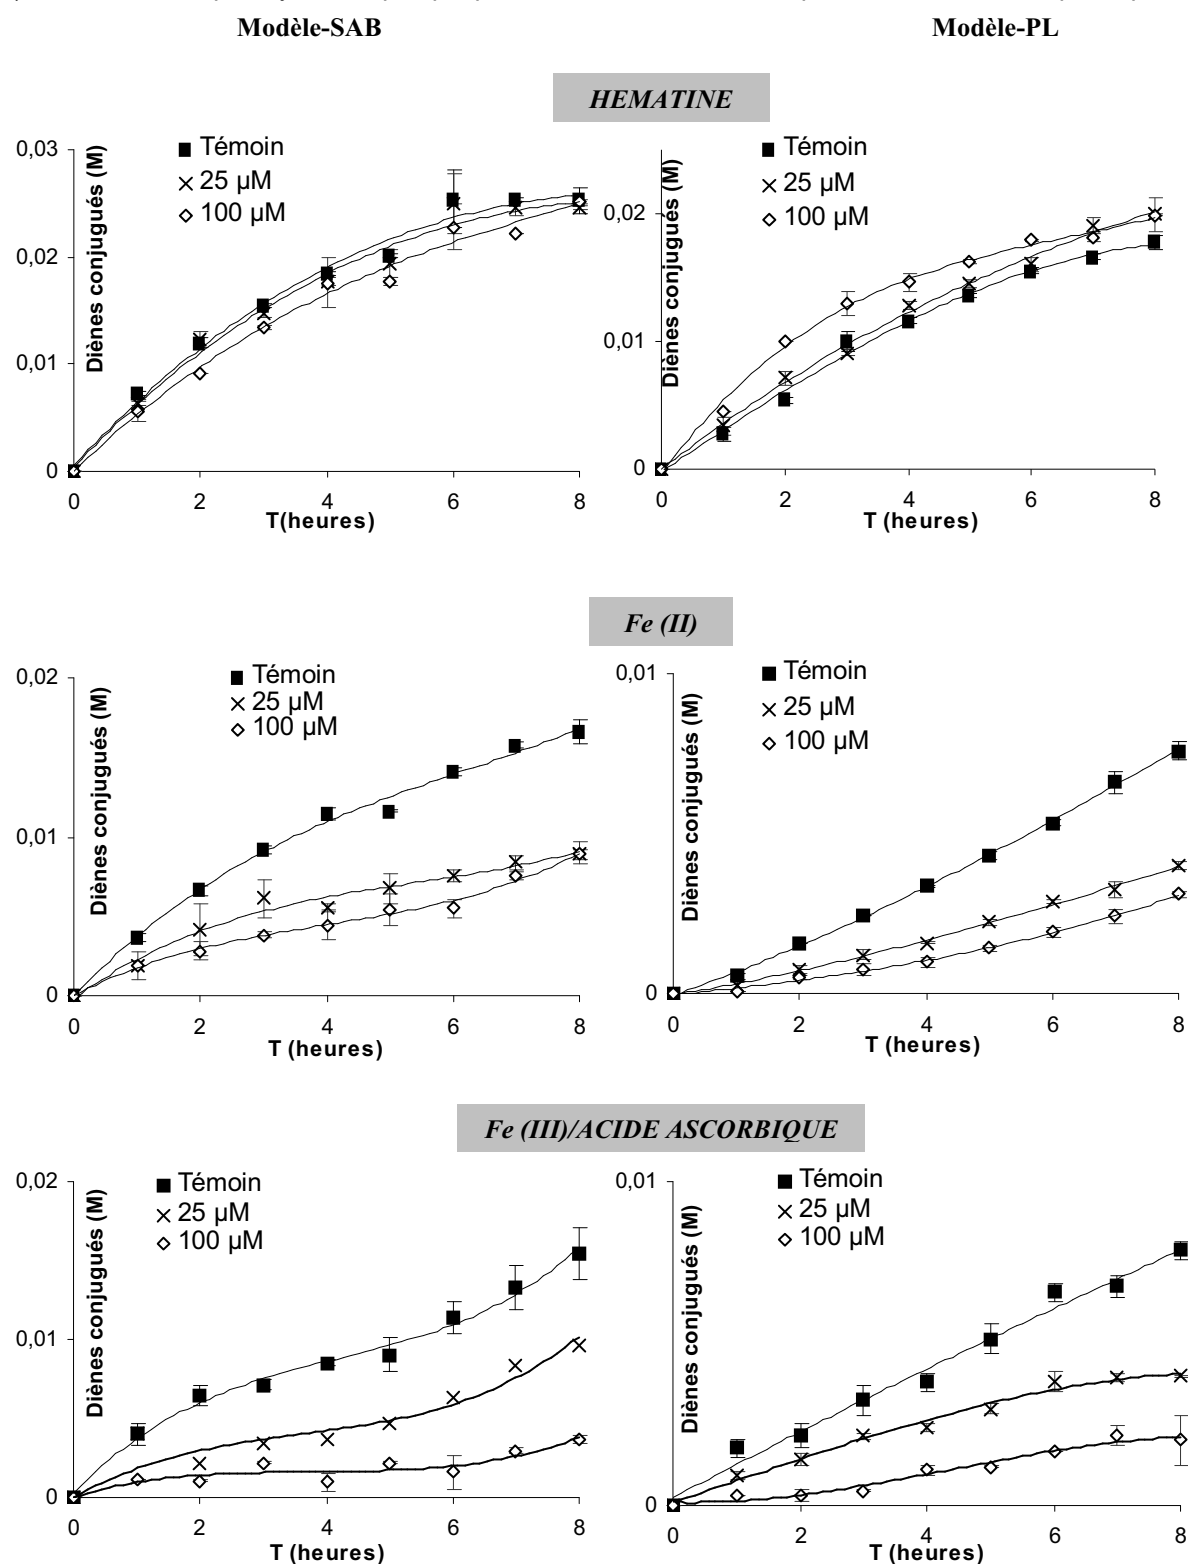 Modèle-SAB
Modèle-PL
HEMATINE
Témoin
25 µM
100 µM
Diènes conjugués (M)
0,03
0,02
0,01
0
0
2
4
6
8
T(heures)
Témoin
25 µM
100 µM
Diènes conjugués (M)
0,02
0,01
0
0
2
4
6
8
T (heures)
Fe (II)
Témoin
25 µM
100 µM
Diènes conjugués (M)
0,02
0,01
0
0
2
4
6
8
T (heures)
Témoin
25 µM
100 µM
Diènes conjugués (M)
0,01
0
0
2
4
6
8
T (heures)
Fe (III)/ACIDE ASCORBIQUE
Témoin
25 µM
100 µM
Diènes conjugués (M)
0,02
0,01
0
0
2
4
6
8
T (heures)
Témoin
25 µM
100 µM
Diènes conjugués (M)
0,01
0
0
2
4
6
8
T (heures)